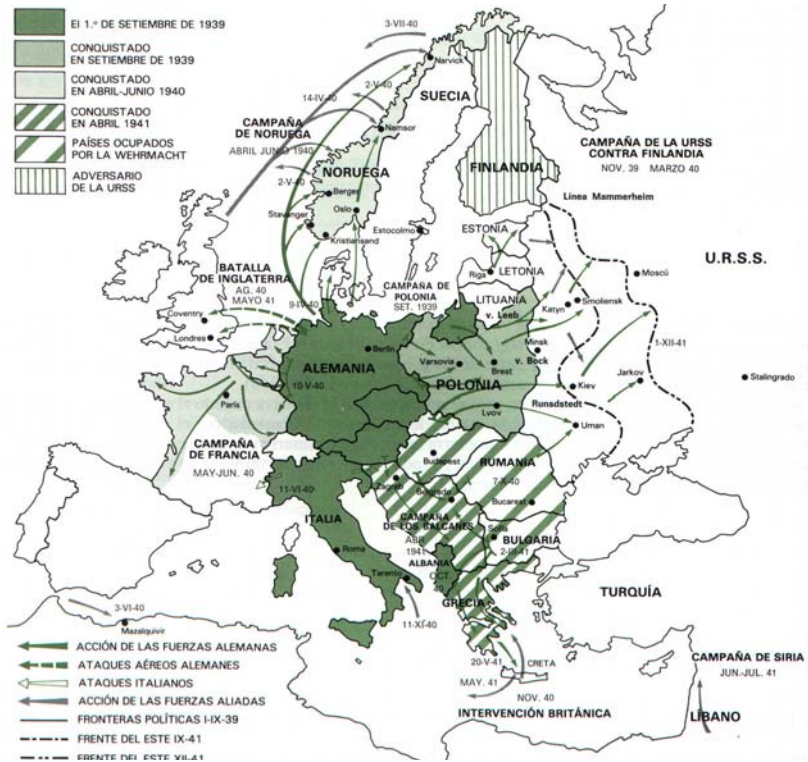 El 1.º DE SETIEMBRE DE 1939
CONQUISTADO
EN SETIEMBRE DE 1939
CONQUISTADO
EN ABRIL-JUNIO 1940
CONQUISTADO
EN ABRIL 1941
PAÍSES OCUPADOS
POR LA WEHRMACHT
ADVERSARIO
DE LA URSS
3-VII-40
Narvick
2-V-40
14-IV-40
SUECIA
CAMPAÑA
DE NORUEGA
ABRIL JUNIO 1940
Namsor
NORUEGA
2-V-40
Berger
Oslo
Stavanger
Kristiansand
Estocolmo
FINLANDIA
CAMPAÑA DE LA URSS
CONTRA FINLANDIA
NOV. 39 MARZO 40
Línea Mammerheim
ESTONIA
Riga
LETONIA
LITUANIA
v. Leeb
U.R.S.S.
Moscú
Katyn
Smoliensk
Minsk
v. Bock
1-XII-41
Stalingrado
Jarkov
Kiev
Runsdstedt
Uman
BATALLA
DE INGLATERRA
AG. 40
MAYO 41
Coventry
Londres
9-IV-40
CAMPAÑA DE
POLONIA
SET. 1939
Berlín
ALEMANIA
Varsovia
Brest
POLONIA
Lvov
10-V-40
París
CAMPAÑA
DE FRANCIA
MAY-JUN. 40
11-VI-40
ITALIA
Roma
Tarento
11-XI-40
Budapest
RUMANIA
7-X-40
Zagreb
Belgrado
Bucarest
CAMPAÑA
DE LOS BALCANES
ABR.
1941
Sofía
BULGARIA
2-III-41
ALBANIA
OCT.
40
GRECIA
TURQUÍA
20-V-41
CRETA
MAY. 41
NOV. 40
INTERVENCIÓN BRITÁNICA
CAMPAÑA DE SIRIA
JUN.-JUL. 41
LÍBANO
3-VI-40
Mazalquivir
ACCIÓN DE LAS FUERZAS ALEMANAS
ATAQUES AÉREOS ALEMANES
ATAQUES ITALIANOS
ACCIÓN DE LAS FUERZAS ALIADAS
FRONTERAS POLÍTICAS I-IX-39
FRENTE DEL ESTE IX-41
FRENTE DEL ESTE XII-41